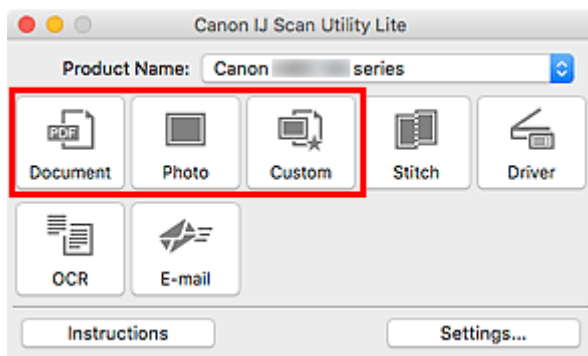 Canon IJ Scan Utility Lite
Product Name: Canon series
PDF
Document Photo Custom Stitch Driver
OCR E-mail
Instructions Settings...